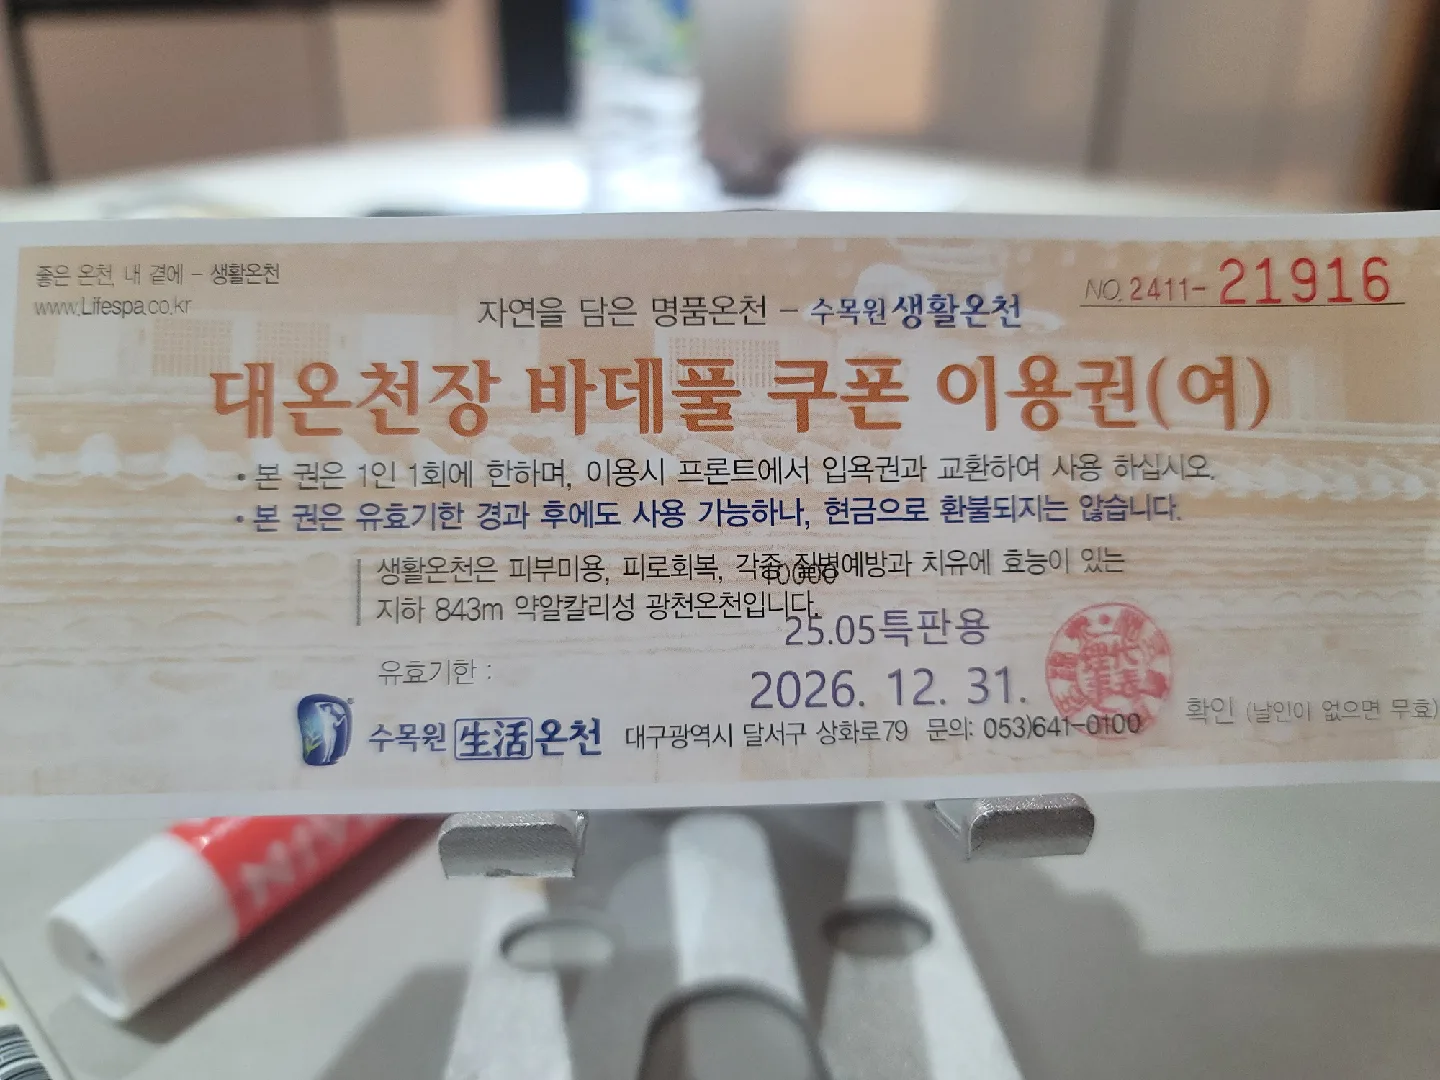 좋은 온천, 내 곁에 - 생활온천
www.Lifespa.co.kr
NO. 2411-21916
자연을 담은 명품온천 - 수목원생활온천
대온천장 바데풀 쿠폰 이용권(여)
• 본 권은 1인 1회에 한하며, 이용시 프론트에서 입욕권과 교환하여 사용 하십시오.
• 본 권은 유효기한 경과 후에도 사용 가능하나, 현금으로 환불되지는 않습니다.
생활온천은 피부미용, 피로회복, 각종 질병예방과 치유에 효능이 있는
10000
지하 843m 약알칼리성 광천온천입니다.
25.05특판용
유효기한 :
2026. 12. 31.
확인 (날인이 없으면 무효)
수목원 生活온천 대구광역시 달서구 상화로79 문의: 053)641-0100